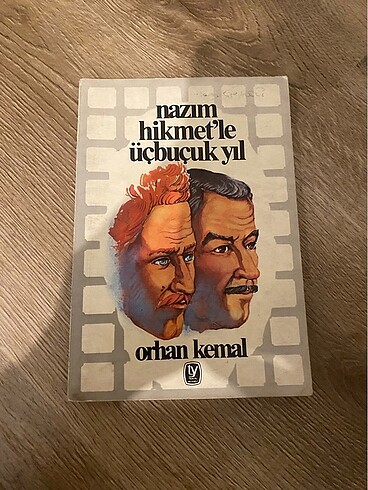 nazım
hikmet'le
üçbuçuk yıl
orhan kemal